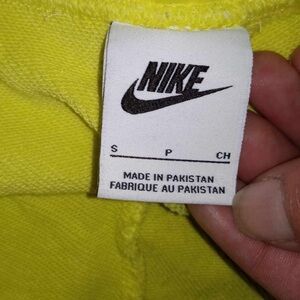 NIKE
S P CH
MADE IN PAKISTAN
FABRIQUE AU PAKISTAN